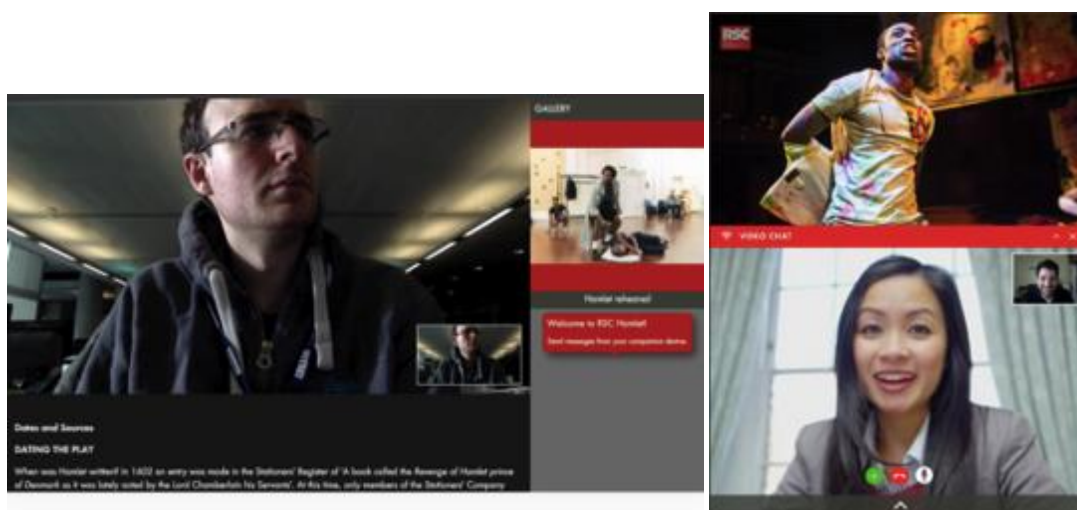 GALLERY
Hamlet rehearsal
Welcome to RSC Hamlet!
Send messages from your companion device.
Dates and Sources
DATING THE PLAY
When was Hamlet written? In 1602 an entry was made in the Stationers' Register of 'A book called the Revenge of Hamlet prince
of Denmark as it was lately acted by the Lord Chamberlain his Servants'. At this time, only members of the Stationers' Company
RSC
VIDEO CHAT